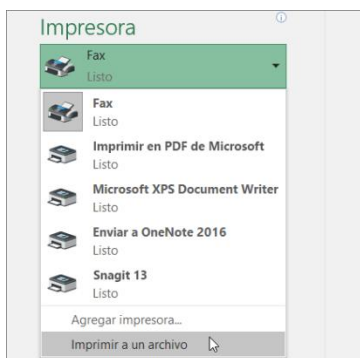 Impresora
Fax
Listo
Fax
Listo
Imprimir en PDF de Microsoft
Listo
Microsoft XPS Document Writer
Listo
Enviar a OneNote 2016
Listo
Snagit 13
Listo
Agregar impresora...
Imprimir a un archivo